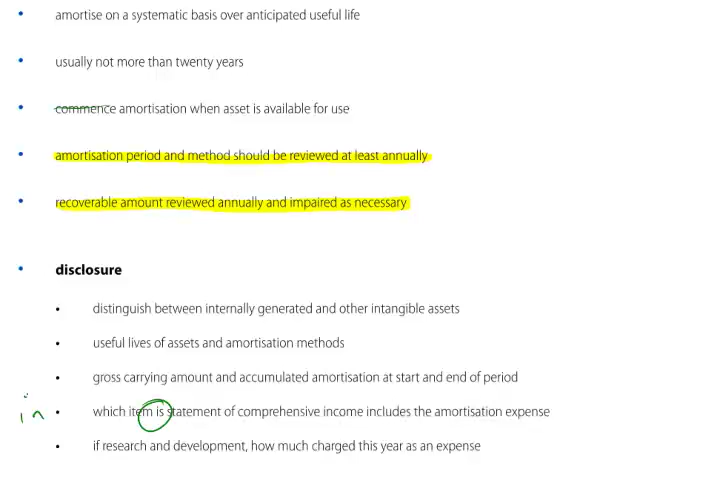 • amortise on a systematic basis over anticipated useful life
• usually not more than twenty years
• commence amortisation when asset is available for use
• amortisation period and method should be reviewed at least annually
• recoverable amount reviewed annually and impaired as necessary
• disclosure
• distinguish between internally generated and other intangible assets
• useful lives of assets and amortisation methods
• gross carrying amount and accumulated amortisation at start and end of period
in • which item is statement of comprehensive income includes the amortisation expense
• if research and development, how much charged this year as an expense